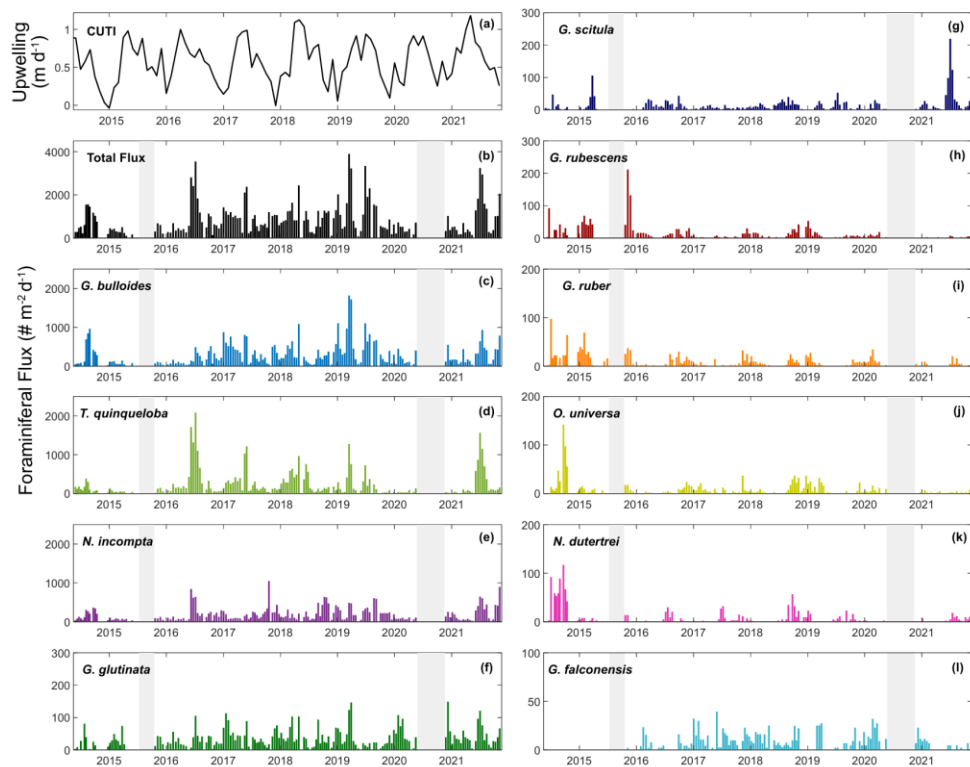 (a)
CUTI
Upwelling
(m d⁻¹)
1
0.5
0
2015 2016 2017 2018 2019 2020 2021
(b)
Total Flux
4000
2000
0
2015 2016 2017 2018 2019 2020 2021
Foraminiferal Flux (# m⁻² d⁻¹)
(c)
G. bulloides
2000
1000
0
2015 2016 2017 2018 2019 2020 2021
(d)
T. quinqueloba
2000
1000
0
2015 2016 2017 2018 2019 2020 2021
(e)
N. incompta
2000
1000
0
2015 2016 2017 2018 2019 2020 2021
(f)
G. glutinata
300
200
100
0
2015 2016 2017 2018 2019 2020 2021
(g)
G. scitula
300
200
100
0
2015 2016 2017 2018 2019 2020 2021
(h)
G. rubescens
300
200
100
0
2015 2016 2017 2018 2019 2020 2021
(i)
G. ruber
200
100
0
2015 2016 2017 2018 2019 2020 2021
(j)
O. universa
200
100
0
2015 2016 2017 2018 2019 2020 2021
(k)
N. dutertrei
200
100
0
2015 2016 2017 2018 2019 2020 2021
(l)
G. falconensis
100
50
0
2015 2016 2017 2018 2019 2020 2021